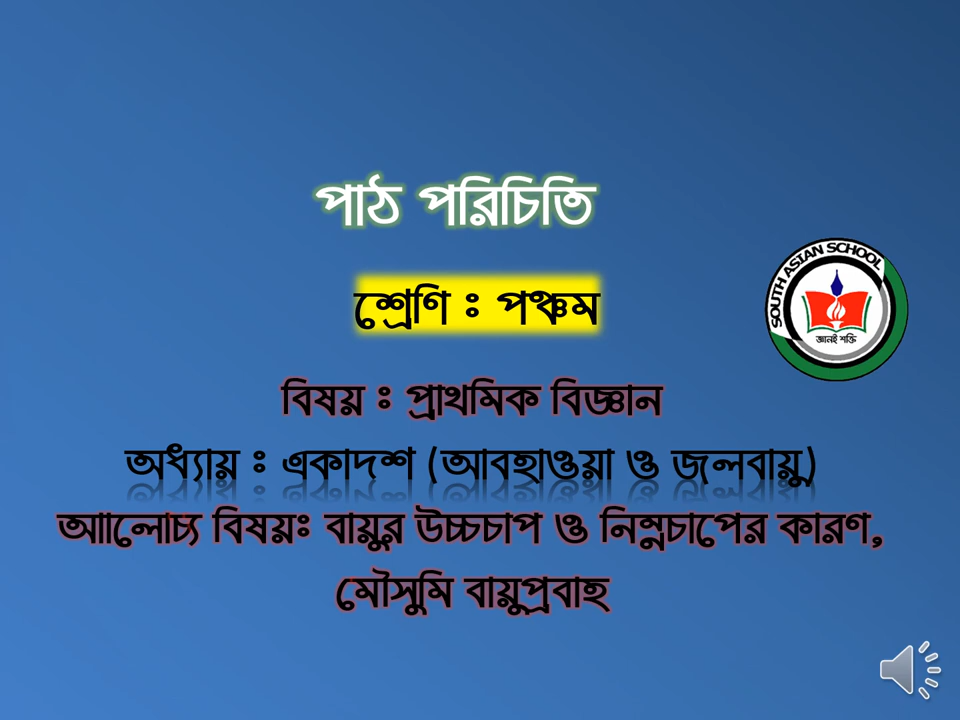 পাঠ পরিচিতি
শ্রেণি ঃ পঞ্চম
SOUTH ASIAN SCHOOL
জ্ঞানই শক্তি
বিষয় ঃ প্রাথমিক বিজ্ঞান
অধ্যায় ঃ একাদশ (আবহাওয়া ও জলবায়ু)
আালোচ্য বিষয়ঃ বায়ুর উচ্চচাপ ও নিম্নচাপের কারণ,
মৌসুমি বায়ুপ্রবাহ